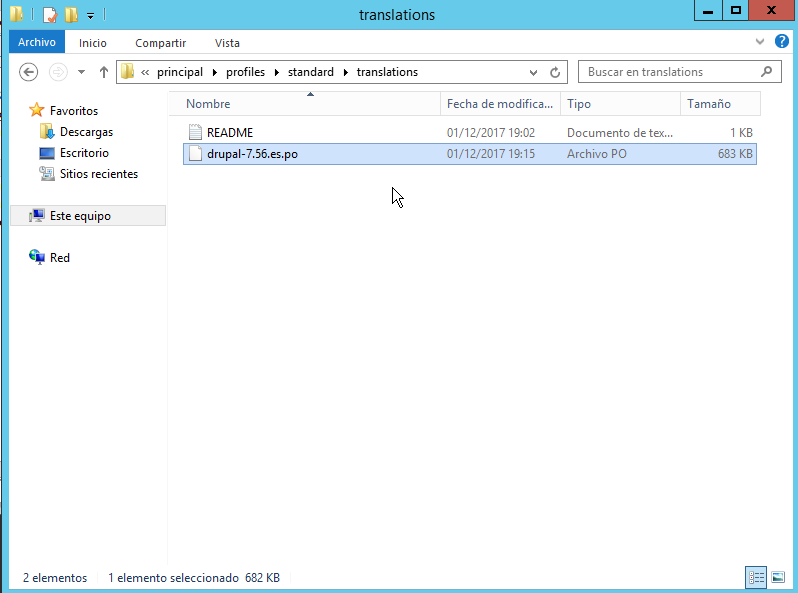 translations
Archivo Inicio Compartir Vista
« principal profiles standard translations
Buscar en translations
Nombre Fecha de modifica... Tipo Tamaño
Favoritos
Descargas
Escritorio
Sitios recientes
Este equipo
Red
README 01/12/2017 19:02 Documento de tex... 1 KB
drupal-7.56.es.po 01/12/2017 19:15 Archivo PO 683 KB
2 elementos 1 elemento seleccionado 682 KB